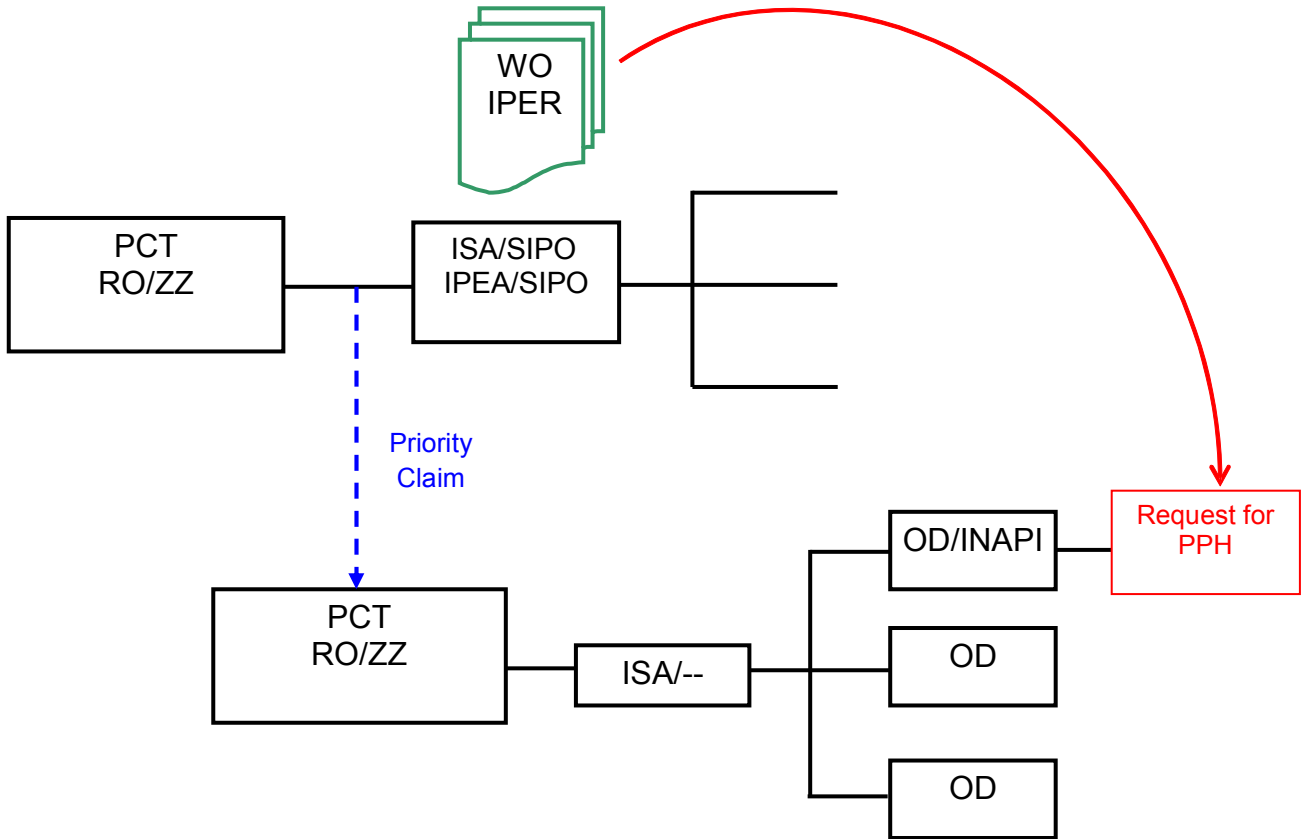 WO
IPER
PCT
RO/ZZ
ISA/SIPO
IPEA/SIPO
Priority
Claim
OD/INAPI
Request for
PPH
PCT
RO/ZZ
ISA/--
OD
OD